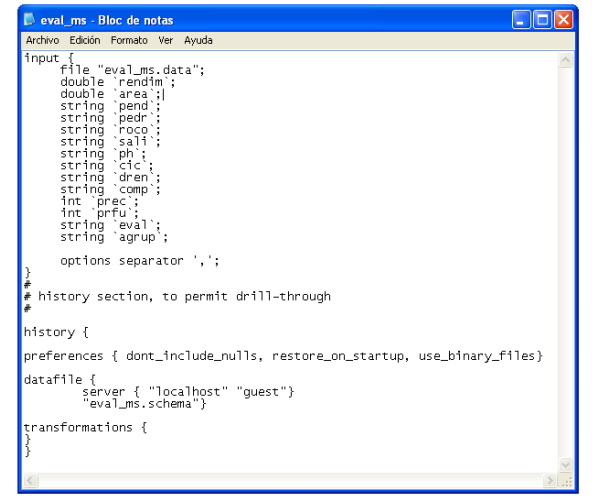 eval_ms - Bloc de notas
Archivo Edición Formato Ver Ayuda
input {
file "eval_ms.data";
double `rendim`;
double `area`;
string `pend`;
string `pedr`;
string `roco`;
string `sali`;
string `ph`;
string `cic`;
string `dren`;
string `comp`;
int `prec`;
int `prfu`;
string `eval`;
string `agrup`;
options separator ',';
}
#
# history section, to permit drill-through
#
history {
preferences { dont_include_nulls, restore_on_startup, use_binary_files}
datafile {
server { "localhost" "guest"}
"eval_ms.schema"}
transformations {
}
}